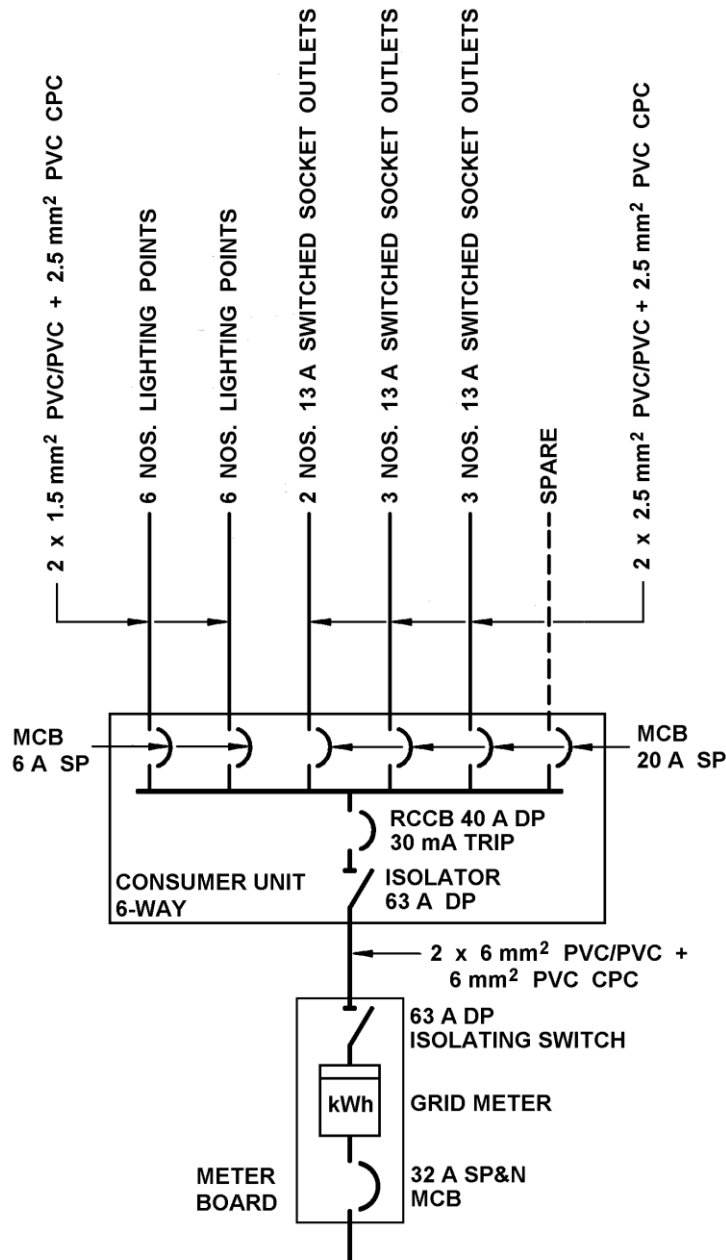 2 x 1.5 mm² PVC/PVC + 2.5 mm² PVC CPC
6 NOS. LIGHTING POINTS
6 NOS. LIGHTING POINTS
2 NOS. 13 A SWITCHED SOCKET OUTLETS
3 NOS. 13 A SWITCHED SOCKET OUTLETS
3 NOS. 13 A SWITCHED SOCKET OUTLETS
SPARE
2 x 2.5 mm² PVC/PVC + 2.5 mm² PVC CPC
MCB
6 A SP
MCB
20 A SP
RCCB 40 A DP
30 mA TRIP
CONSUMER UNIT
6-WAY
ISOLATOR
63 A DP
2 x 6 mm² PVC/PVC +
6 mm² PVC CPC
63 A DP
ISOLATING SWITCH
kWh
GRID METER
METER
BOARD
32 A SP&N
MCB